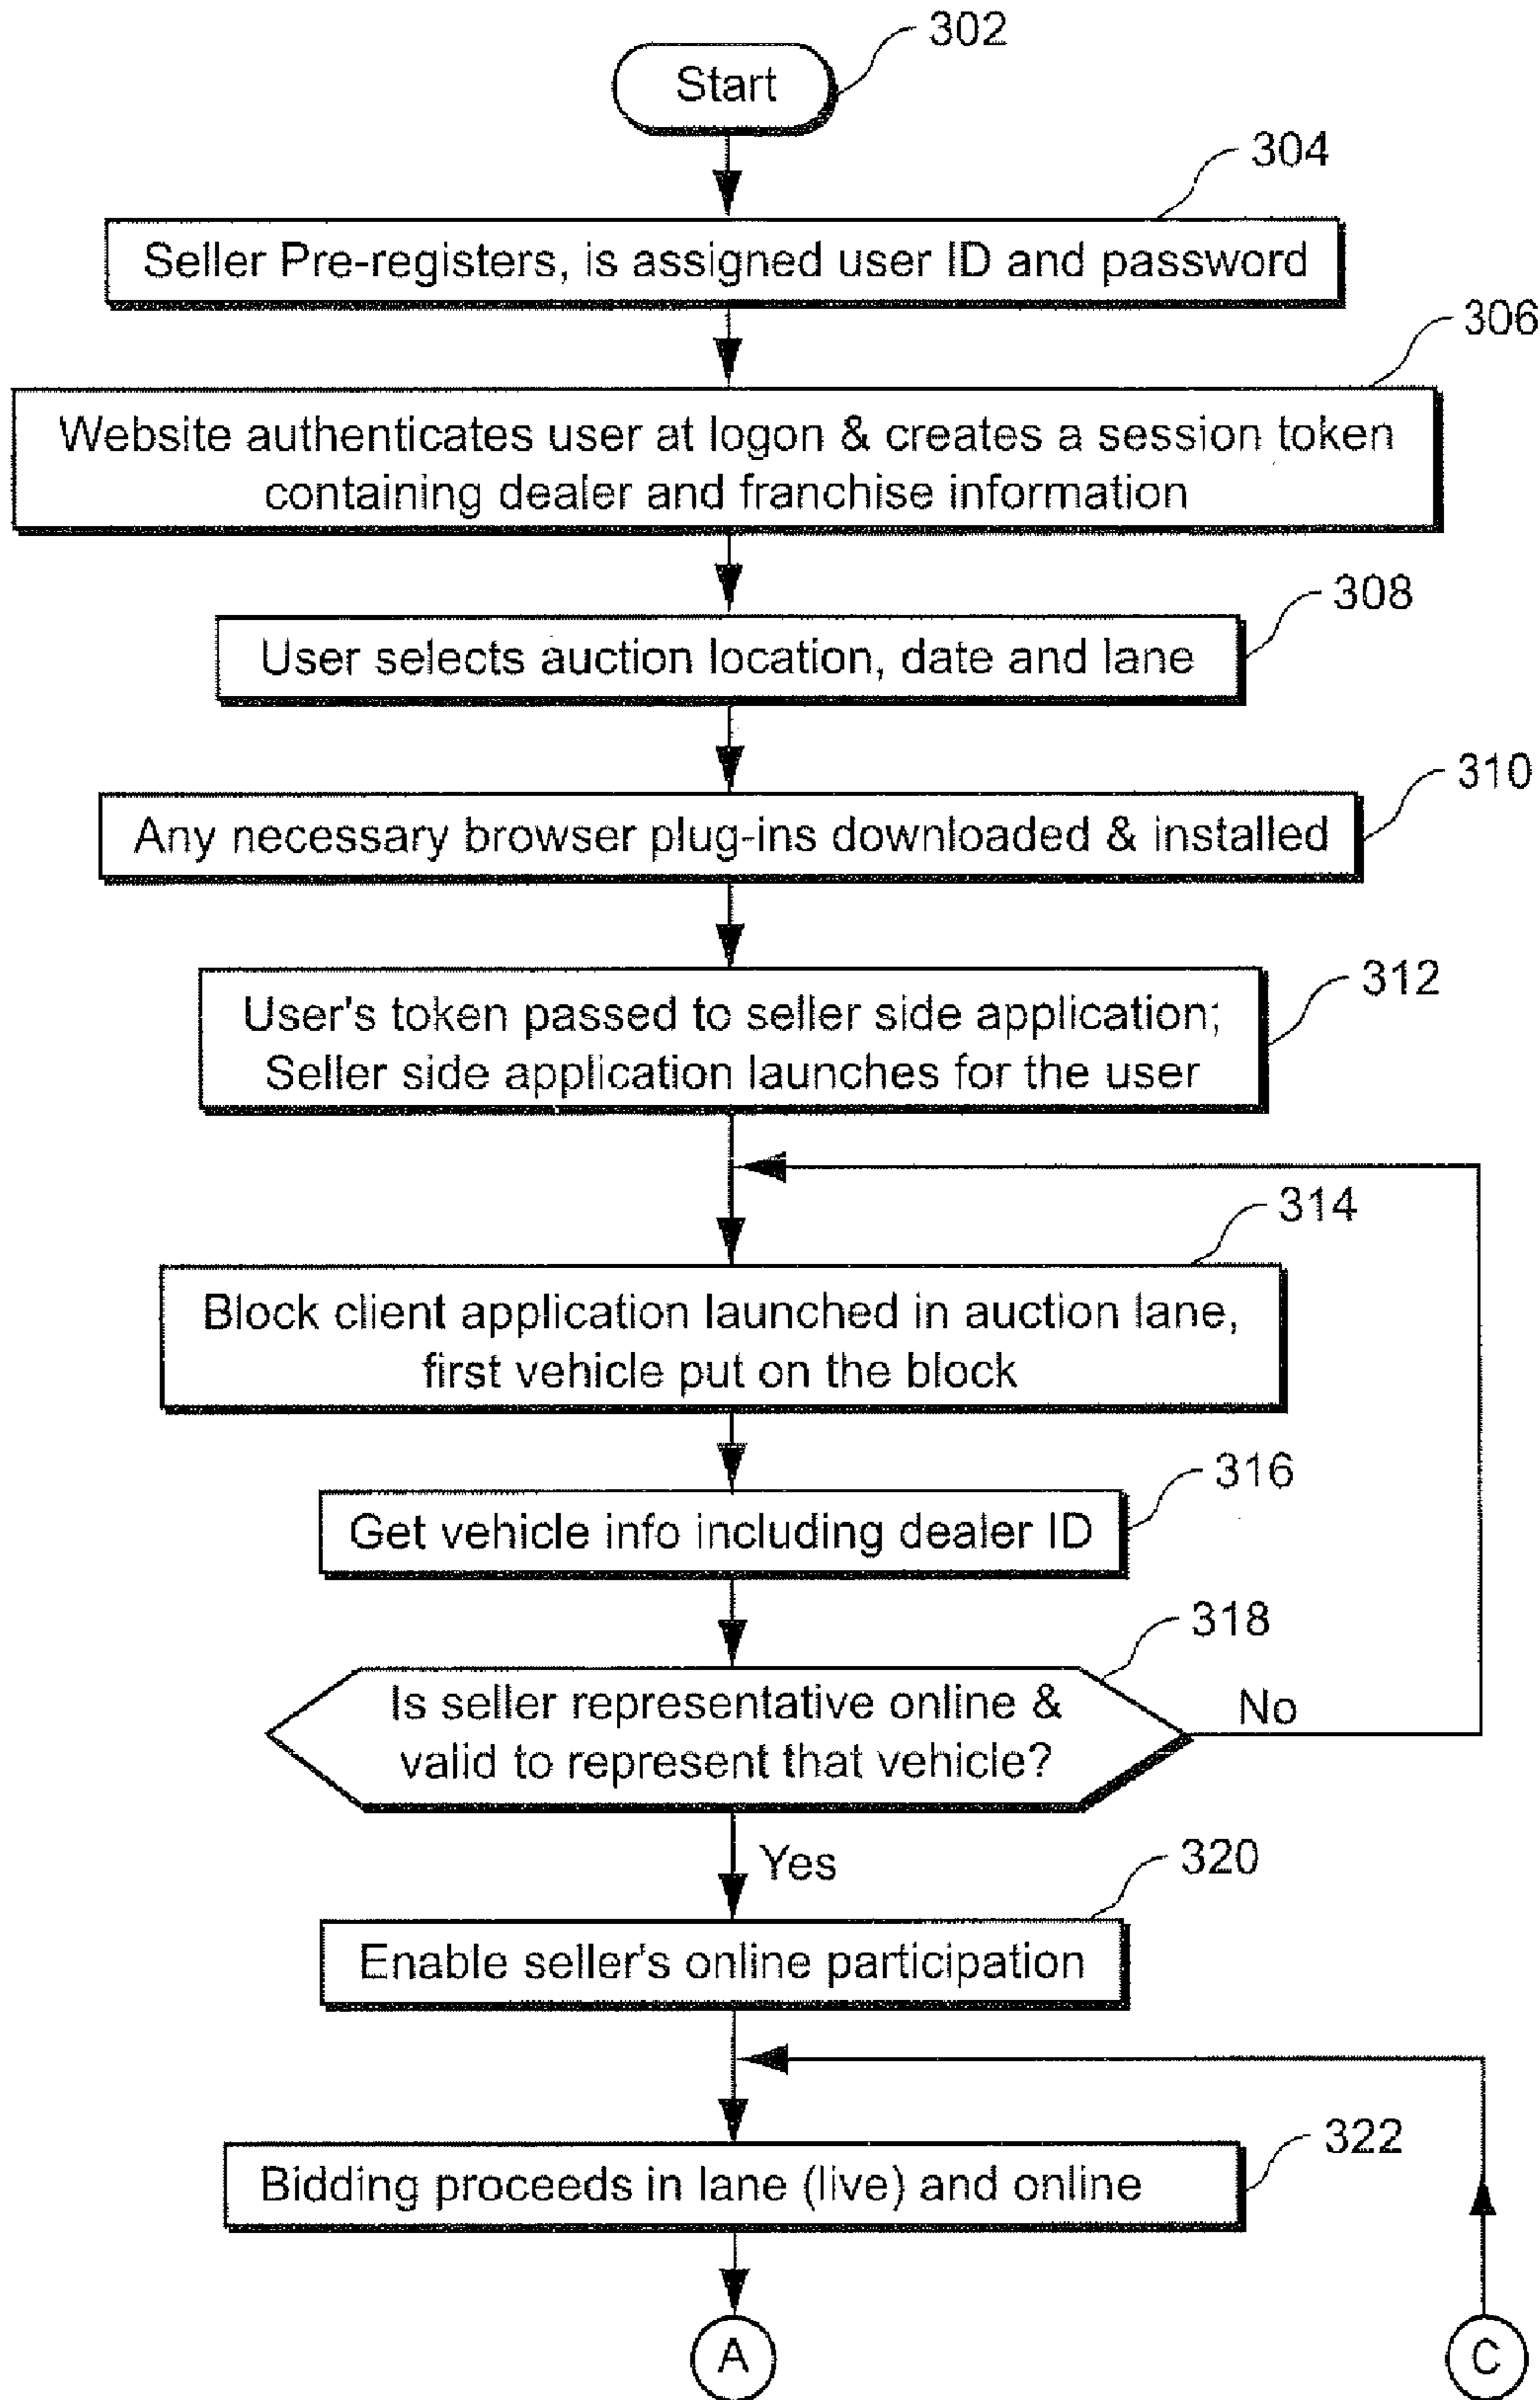 302
Start
304
Seller Pre-registers, is assigned user ID and password
306
Website authenticates user at logon & creates a session token
containing dealer and franchise information
308
User selects auction location, date and lane
310
Any necessary browser plug-ins downloaded & installed
312
User's token passed to seller side application;
Seller side application launches for the user
314
Block client application launched in auction lane,
first vehicle put on the block
316
Get vehicle info including dealer ID
318
Is seller representative online &
valid to represent that vehicle?
No
Yes
320
Enable seller's online participation
322
Bidding proceeds in lane (live) and online
A
C